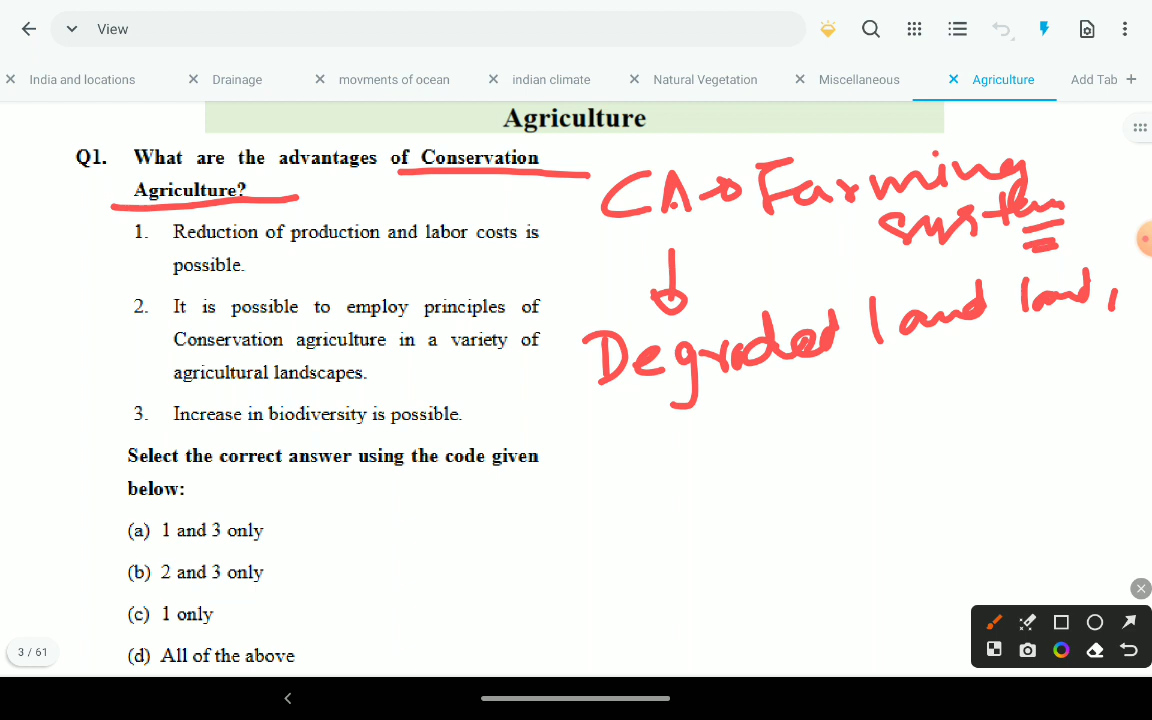 View
India and locations
Drainage
movments of ocean
indian climate
Natural Vegetation
Miscellaneous
Agriculture
Add Tab
Agriculture
Q1. What are the advantages of Conservation
Agriculture?
1. Reduction of production and labor costs is
possible.
2. It is possible to employ principles of
Conservation agriculture in a variety of
agricultural landscapes.
3. Increase in biodiversity is possible.
Select the correct answer using the code given
below:
(a) 1 and 3 only
(b) 2 and 3 only
(c) 1 only
(d) All of the above
CA → Farming
system
Degraded land land,
3 / 61